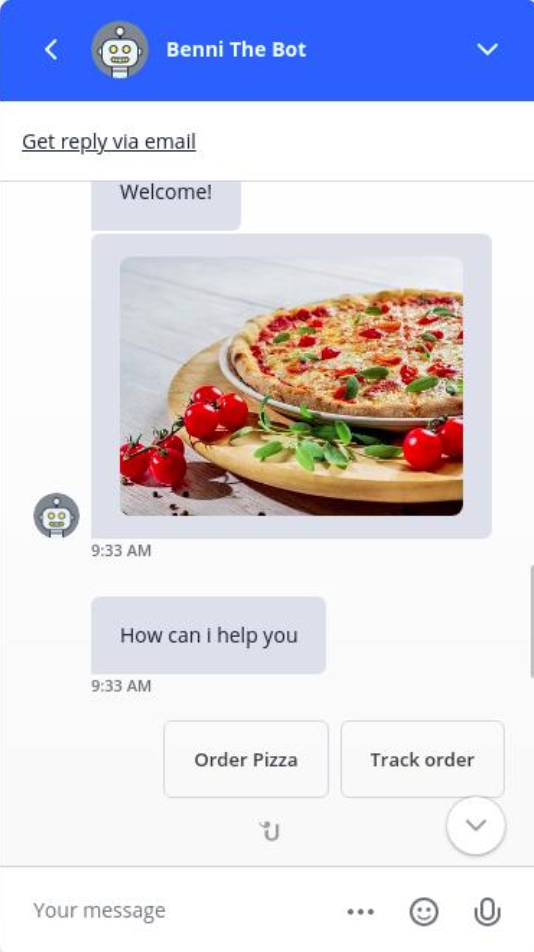 Benni The Bot
Get reply via email
Welcome!
9:33 AM
How can i help you
9:33 AM
Order Pizza
Track order
Your message